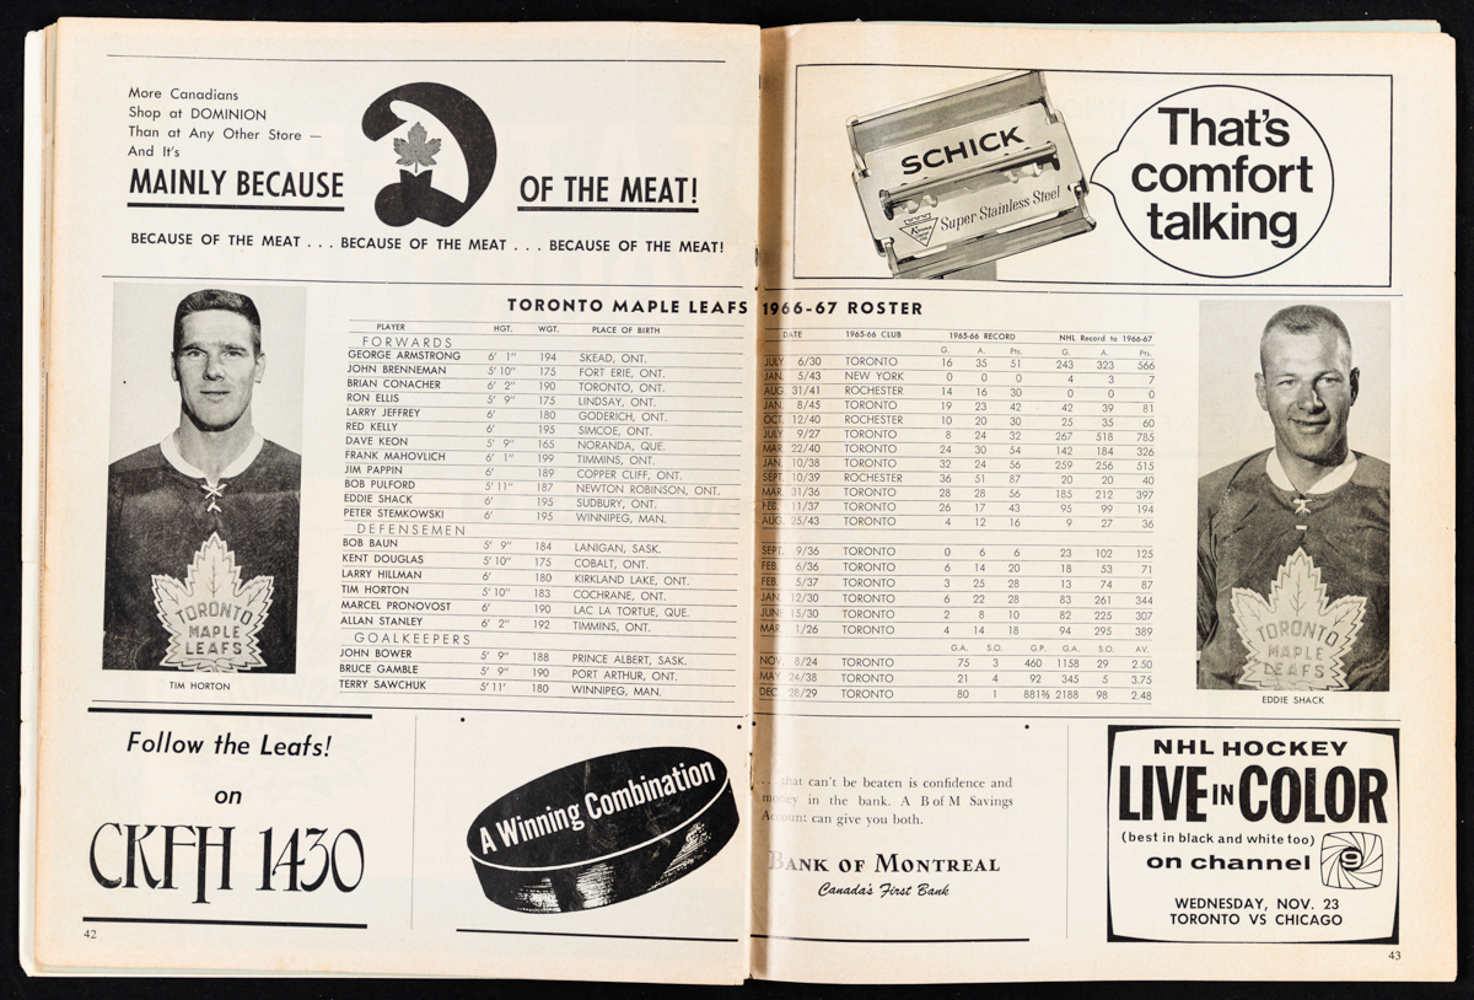 More Canadians
Shop at DOMINION
Than at Any Other Store —
And It's
MAINLY BECAUSE OF THE MEAT!
BECAUSE OF THE MEAT . . . BECAUSE OF THE MEAT . . . BECAUSE OF THE MEAT!
SCHICK
Super Stainless Steel
That's
comfort
talking
TORONTO MAPLE LEAFS 1966-67 ROSTER
PLAYER HGT. WGT. PLACE OF BIRTH DATE 1965-66 CLUB 1965-66 RECORD NHL Record to 1966-67
FORWARDS G. A. Pts. G. A. Pts.
GEORGE ARMSTRONG 6' 1" 194 SKEAD, ONT. JULY 6/30 TORONTO 16 35 51 243 323 566
JOHN BRENNEMAN 5' 10" 175 FORT ERIE, ONT. JAN. 5/43 NEW YORK 0 0 0 4 3 7
BRIAN CONACHER 6' 2" 190 TORONTO, ONT. AUG. 31/41 ROCHESTER 14 16 30 0 0 0
RON ELLIS 5' 9" 175 LINDSAY, ONT. JAN. 8/45 TORONTO 19 23 42 42 39 81
LARRY JEFFREY 6' 180 GODERICH, ONT. OCT. 12/40 ROCHESTER 10 20 30 25 35 60
RED KELLY 6' 195 SIMCOE, ONT. JULY 9/27 TORONTO 8 24 32 267 518 785
DAVE KEON 5' 9" 165 NORANDA, QUE. MAR. 22/40 TORONTO 24 30 54 142 184 326
FRANK MAHOVLICH 6' 1" 199 TIMMINS, ONT. JAN. 10/38 TORONTO 32 24 56 259 256 515
JIM PAPPIN 6' 189 COPPER CLIFF, ONT. SEPT. 10/39 ROCHESTER 36 51 87 20 20 40
BOB PULFORD 5' 11" 187 NEWTON ROBINSON, ONT. MAR. 31/36 TORONTO 28 28 56 185 212 397
EDDIE SHACK 6' 195 SUDBURY, ONT. FEB. 11/37 TORONTO 26 17 43 95 99 194
PETER STEMKOWSKI 6' 195 WINNIPEG, MAN. AUG. 25/43 TORONTO 4 12 16 9 27 36
DEFENSEMEN
BOB BAUN 5' 9" 184 LANIGAN, SASK. SEPT. 9/36 TORONTO 0 6 6 23 102 125
KENT DOUGLAS 5' 10" 175 COBALT, ONT. FEB. 6/36 TORONTO 6 14 20 18 53 71
LARRY HILLMAN 6' 180 KIRKLAND LAKE, ONT. FEB. 5/37 TORONTO 3 25 28 13 74 87
TIM HORTON 5' 10" 183 COCHRANE, ONT. JAN. 12/30 TORONTO 6 22 28 83 261 344
MARCEL PRONOVOST 6' 190 LAC LA TORTUE, QUE. JUNE 15/30 TORONTO 2 8 10 82 225 307
ALLAN STANLEY 6' 2" 192 TIMMINS, ONT. MAR. 1/26 TORONTO 4 14 18 94 295 389
GOALKEEPERS G.A. S.O. G.P. G.A. S.O. AV.
JOHN BOWER 5' 9" 188 PRINCE ALBERT, SASK. NOV. 8/24 TORONTO 75 3 460 1158 29 2.50
BRUCE GAMBLE 5' 9" 190 PORT ARTHUR, ONT. MAY 24/38 TORONTO 21 4 92 345 5 3.75
TERRY SAWCHUK 5' 11' 180 WINNIPEG, MAN. DEC. 28/29 TORONTO 80 1 881⅔ 2188 98 2.48
TORONTO
MAPLE
LEAFS
TIM HORTON
TORONTO
MAPLE
LEAFS
EDDIE SHACK
Follow the Leafs!
on
CKFH 1430
A Winning Combination
. . . that can't be beaten is confidence and
money in the bank. A B of M Savings
Account can give you both.
BANK OF MONTREAL
Canada's First Bank
NHL HOCKEY
LIVE IN COLOR
(best in black and white too)
on channel 9
WEDNESDAY, NOV. 23
TORONTO VS CHICAGO
42
43